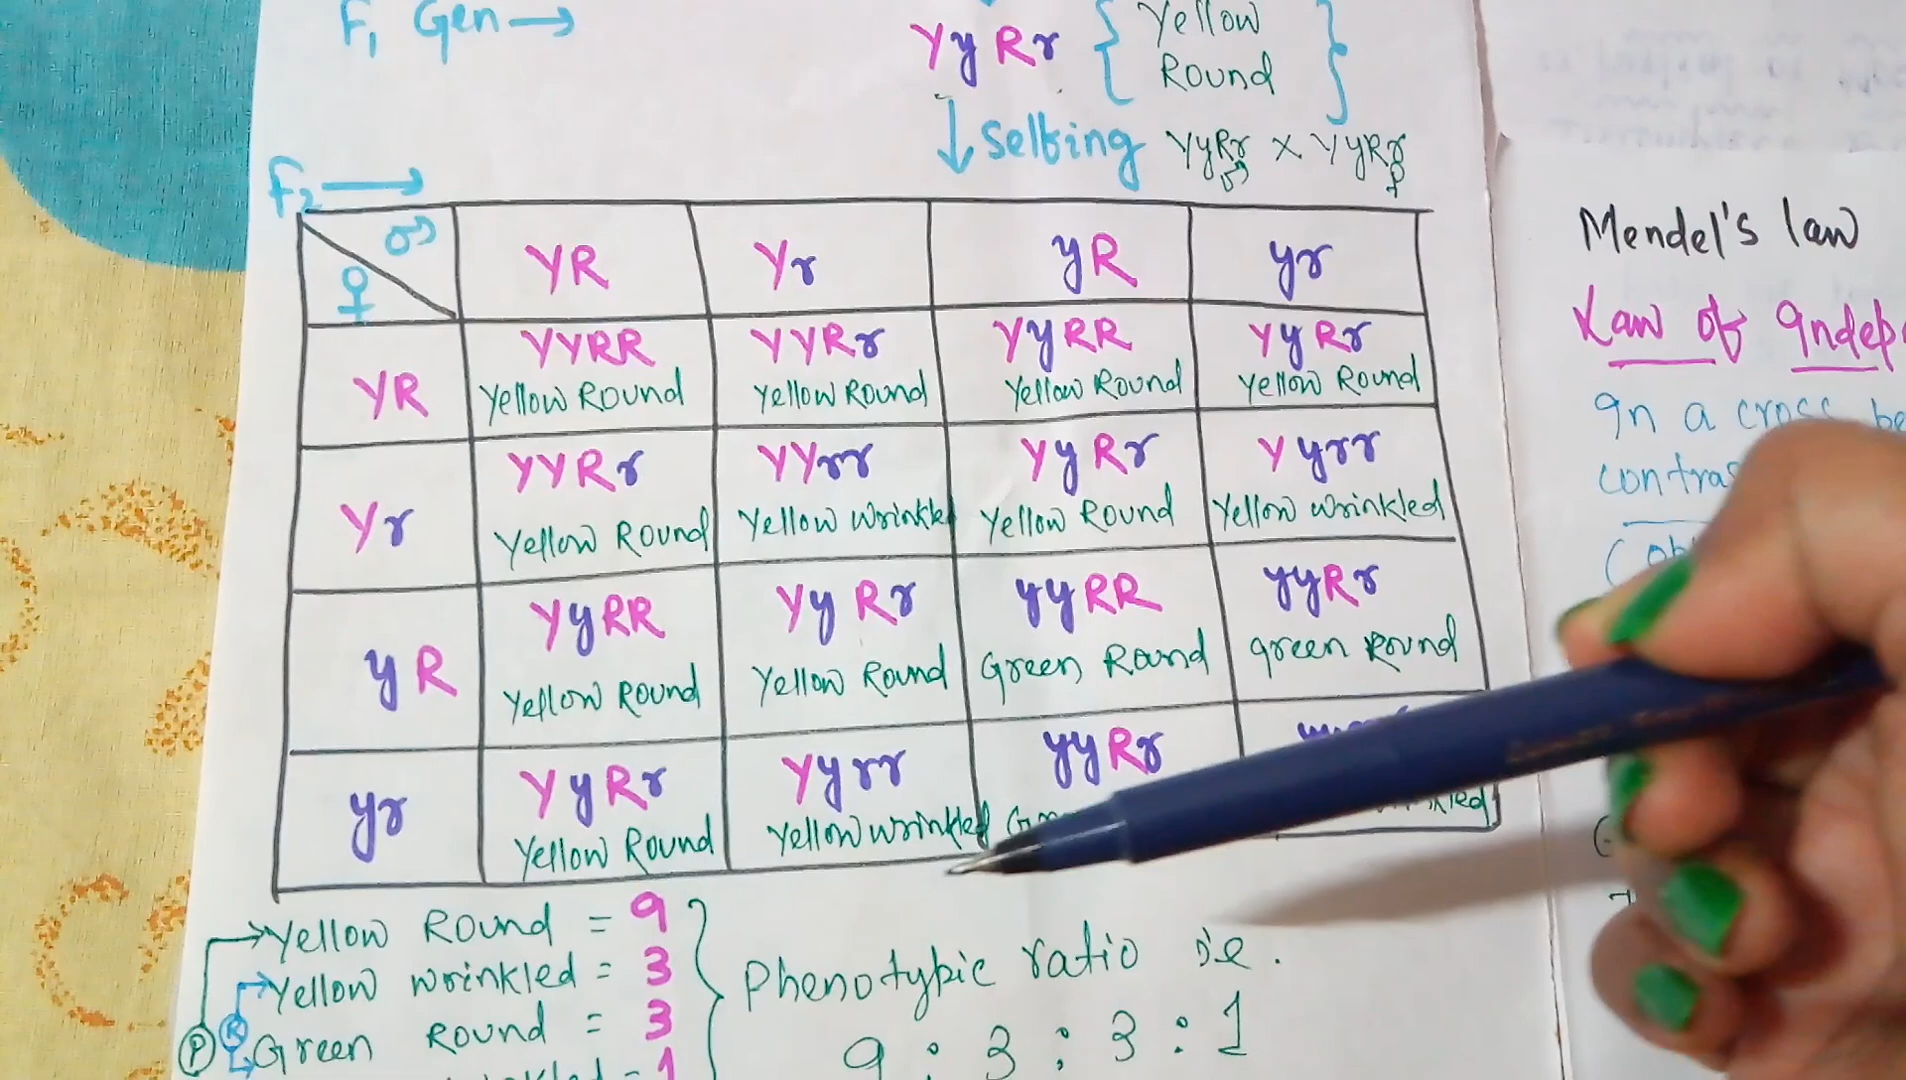 F1 Gen →
YyRr { Yellow
Round }
↓ Selfing YyRr ♂ x YyRr ♀
F2 →
♂ ♀ YR Yr yR yr
YR YYRR YYRr YyRR YyRr
Yellow Round Yellow Round Yellow Round Yellow Round
Yr YYRr YYrr YyRr Yyrr
Yellow Round Yellow wrinkled Yellow Round Yellow wrinkled
yR YyRR YyRr yyRR yyRr
Yellow Round Yellow Round Green Round green Round
yr YyRr Yyrr yyRr
Yellow Round Yellow wrinkled
Yellow Round = 9
Yellow wrinkled = 3
Green Round = 3
= 1
P R
Phenotypic ratio i.e.
9 : 3 : 3 : 1
Mendel's law
Law of
In a cross